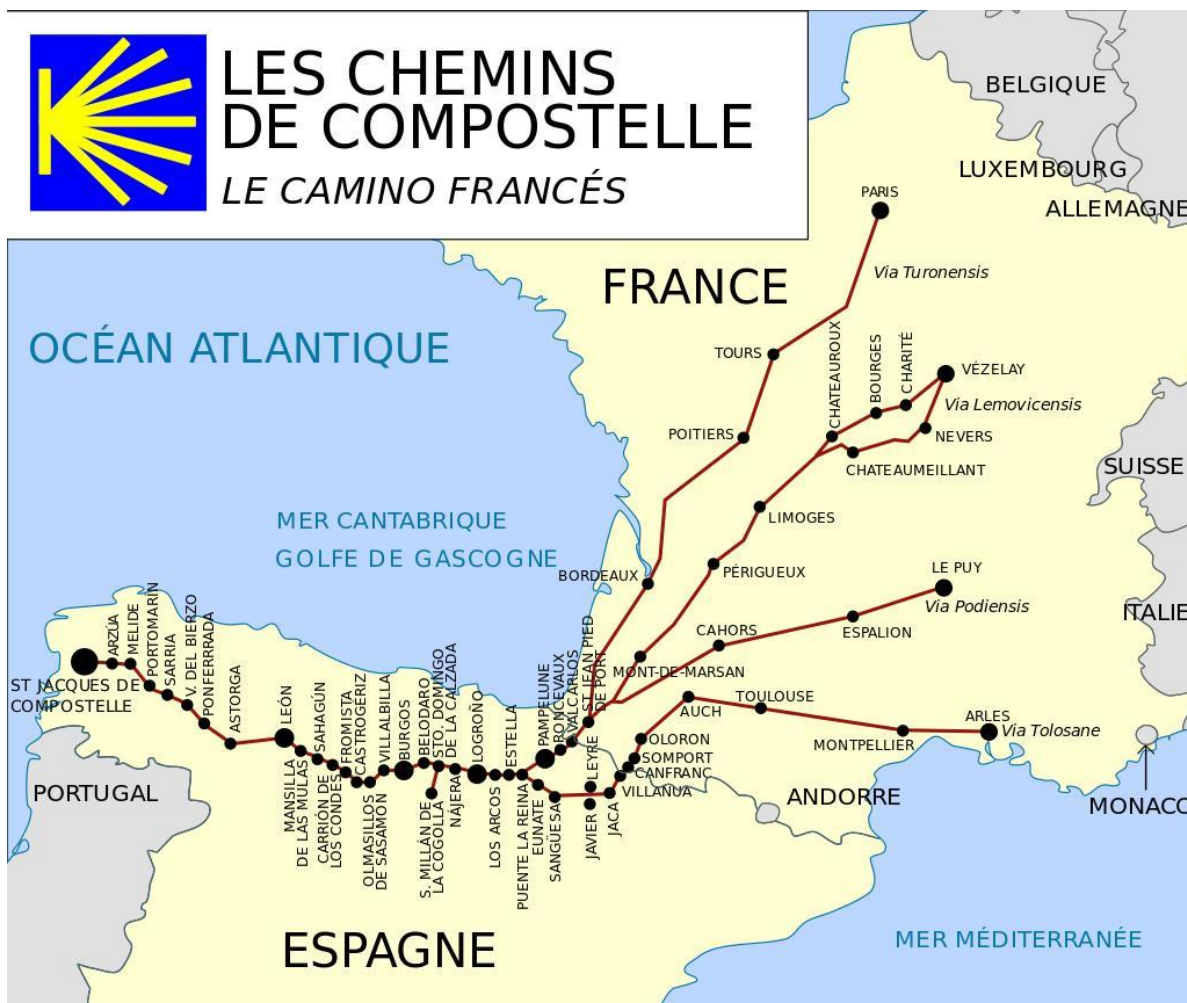 LES CHEMINS
DE COMPOSTELLE
LE CAMINO FRANCÉS
BELGIQUE
LUXEMBOURG
ALLEMAGNE
PARIS
Via Turonensis
FRANCE
OCÉAN ATLANTIQUE
TOURS
CHATEAUROUX
BOURGES
CHARITÉ
VÉZELAY
Via Lemovicensis
POITIERS
NEVERS
CHATEAUMEILLANT
SUISSE
MER CANTABRIQUE
GOLFE DE GASCOGNE
LIMOGES
BORDEAUX
PÉRIGUEUX
LE PUY
Via Podiensis
ITALIE
ESPALION
CAHORS
MONT-DE-MARSAN
ST JACQUES DE
COMPOSTELLE
ARZÚA
MELIDE
PORTOMARÍN
SARRIA
V. DEL BIERZO
PONFERRRADA
ASTORGA
LEÓN
MANSILLA
DE LAS MULAS
SAHAGÚN
CARRIÓN DE
LOS CONDES
FROMISTA
CASTROGERIZ
OLMASILLOS
DE SASAMÓN
VILLALBILLA
BURGOS
BELODARO
STO. DOMINGO
DE LA CALZADA
S. MILLÁN DE
LA COGOLLA
NÁJERA
LOGROÑO
LOS ARCOS
ESTELLA
PUENTE LA REINA
EUNATE
SANGÜESA
PAMPELUNE
RONCEVAUX
VALCARLOS
ST JEAN PIED
DE PORT
LEYRE
JAVIER
JACA
VILLANUA
CANFRANC
SOMPORT
OLORON
AUCH
TOULOUSE
MONTPELLIER
ARLES
Via Tolosane
PORTUGAL
ANDORRE
MONACO
ESPAGNE
MER MÉDITERRANÉE